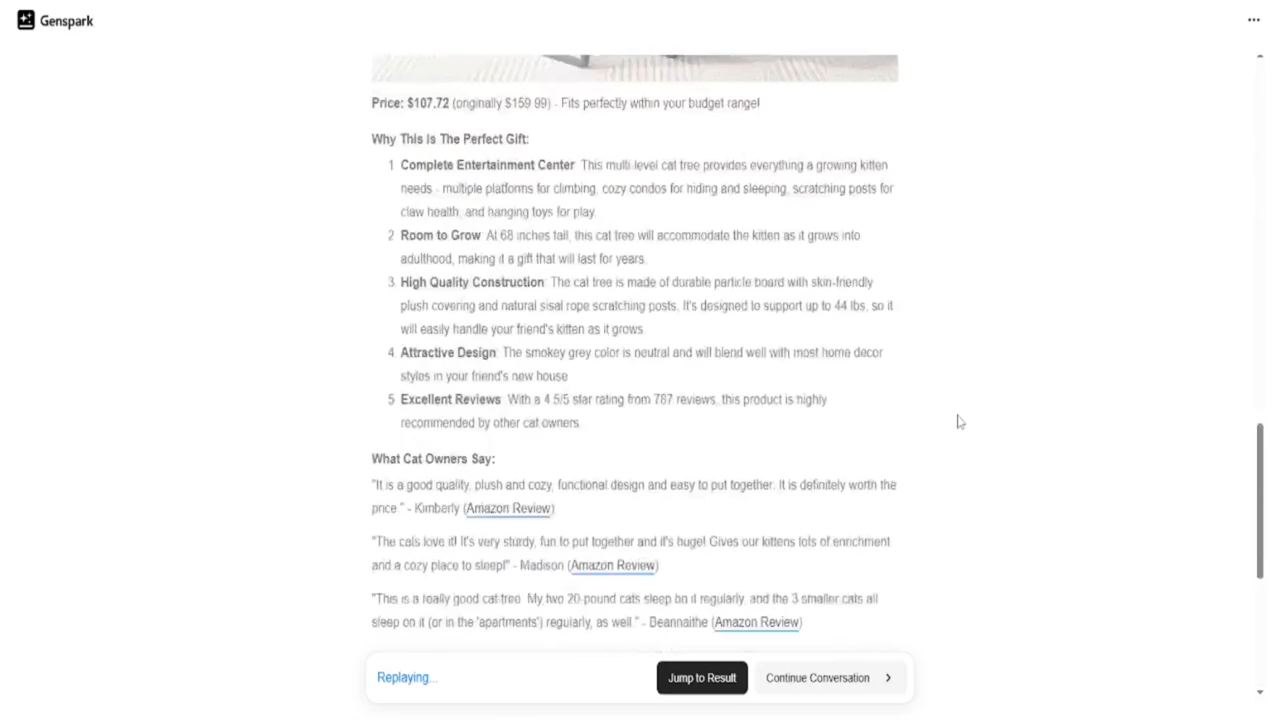 Genspark
Price: $107.72 (originally $159.99) - Fits perfectly within your budget range!
Why This Is The Perfect Gift:
1 Complete Entertainment Center This multi-level cat tree provides everything a growing kitten
needs - multiple platforms for climbing, cozy condos for hiding and sleeping, scratching posts for
claw health, and hanging toys for play.
2 Room to Grow At 68 inches tall, this cat tree will accommodate the kitten as it grows into
adulthood, making it a gift that will last for years.
3 High Quality Construction: The cat tree is made of durable particle board with skin-friendly
plush covering and natural sisal rope scratching posts. It's designed to support up to 44 lbs, so it
will easily handle your friend's kitten as it grows
4 Attractive Design: The smokey grey color is neutral and will blend well with most home decor
styles in your friend's new house
5 Excellent Reviews With a 4.5/5 star rating from 787 reviews, this product is highly
recommended by other cat owners
What Cat Owners Say:
"It is a good quality, plush and cozy, functional design and easy to put together. It is definitely worth the
price." - Kimberly (Amazon Review)
"The cats love it! It's very sturdy, fun to put together and it's huge! Gives our kittens lots of enrichment
and a cozy place to sleep!" - Madison (Amazon Review)
"This is a really good cat-tree. My two 20-pound cats sleep on it regularly, and the 3 smaller cats all
sleep on it (or in the 'apartments') regularly, as well." - Beannaithe (Amazon Review)
Replaying...
Jump to Result
Continue Conversation